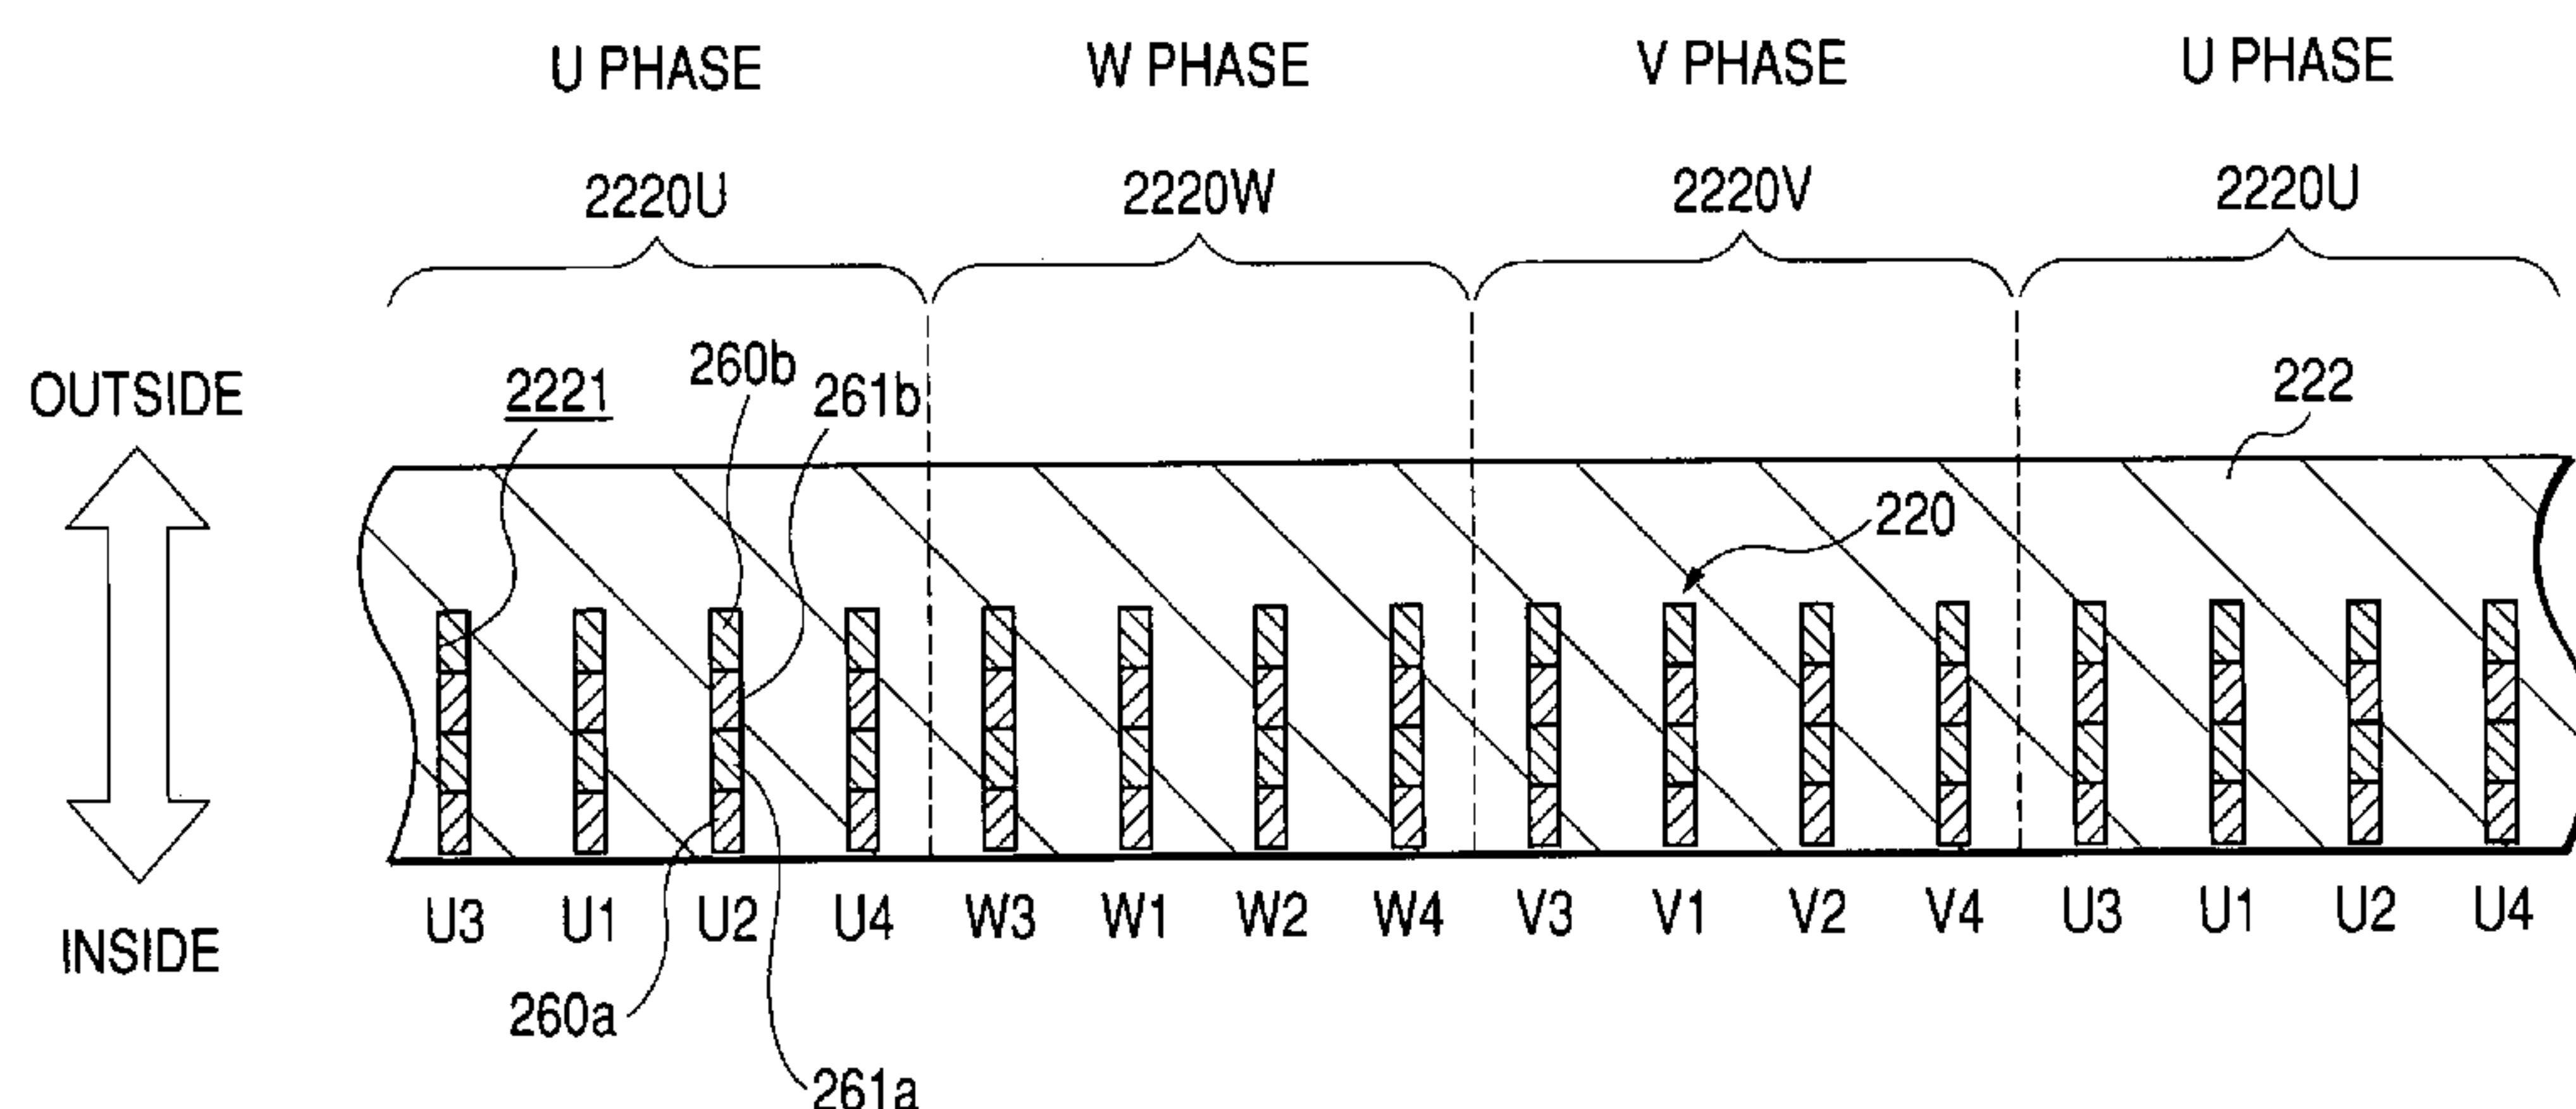 U PHASE W PHASE V PHASE U PHASE
2220U 2220W 2220V 2220U
OUTSIDE
2221
260b
261b
222
220
INSIDE
U3 U1 U2 U4 W3 W1 W2 W4 V3 V1 V2 V4 U3 U1 U2 U4
260a
261a